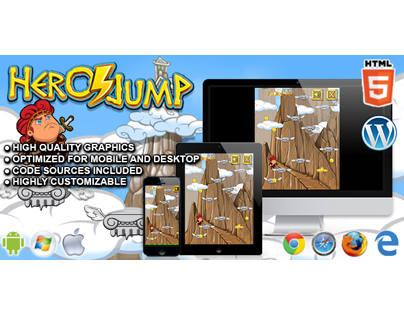 HERO JUMP
HTML
5
• HIGH QUALITY GRAPHICS
• OPTIMIZED FOR MOBILE AND DESKTOP
• CODE SOURCES INCLUDED
• HIGHLY CUSTOMIZABLE